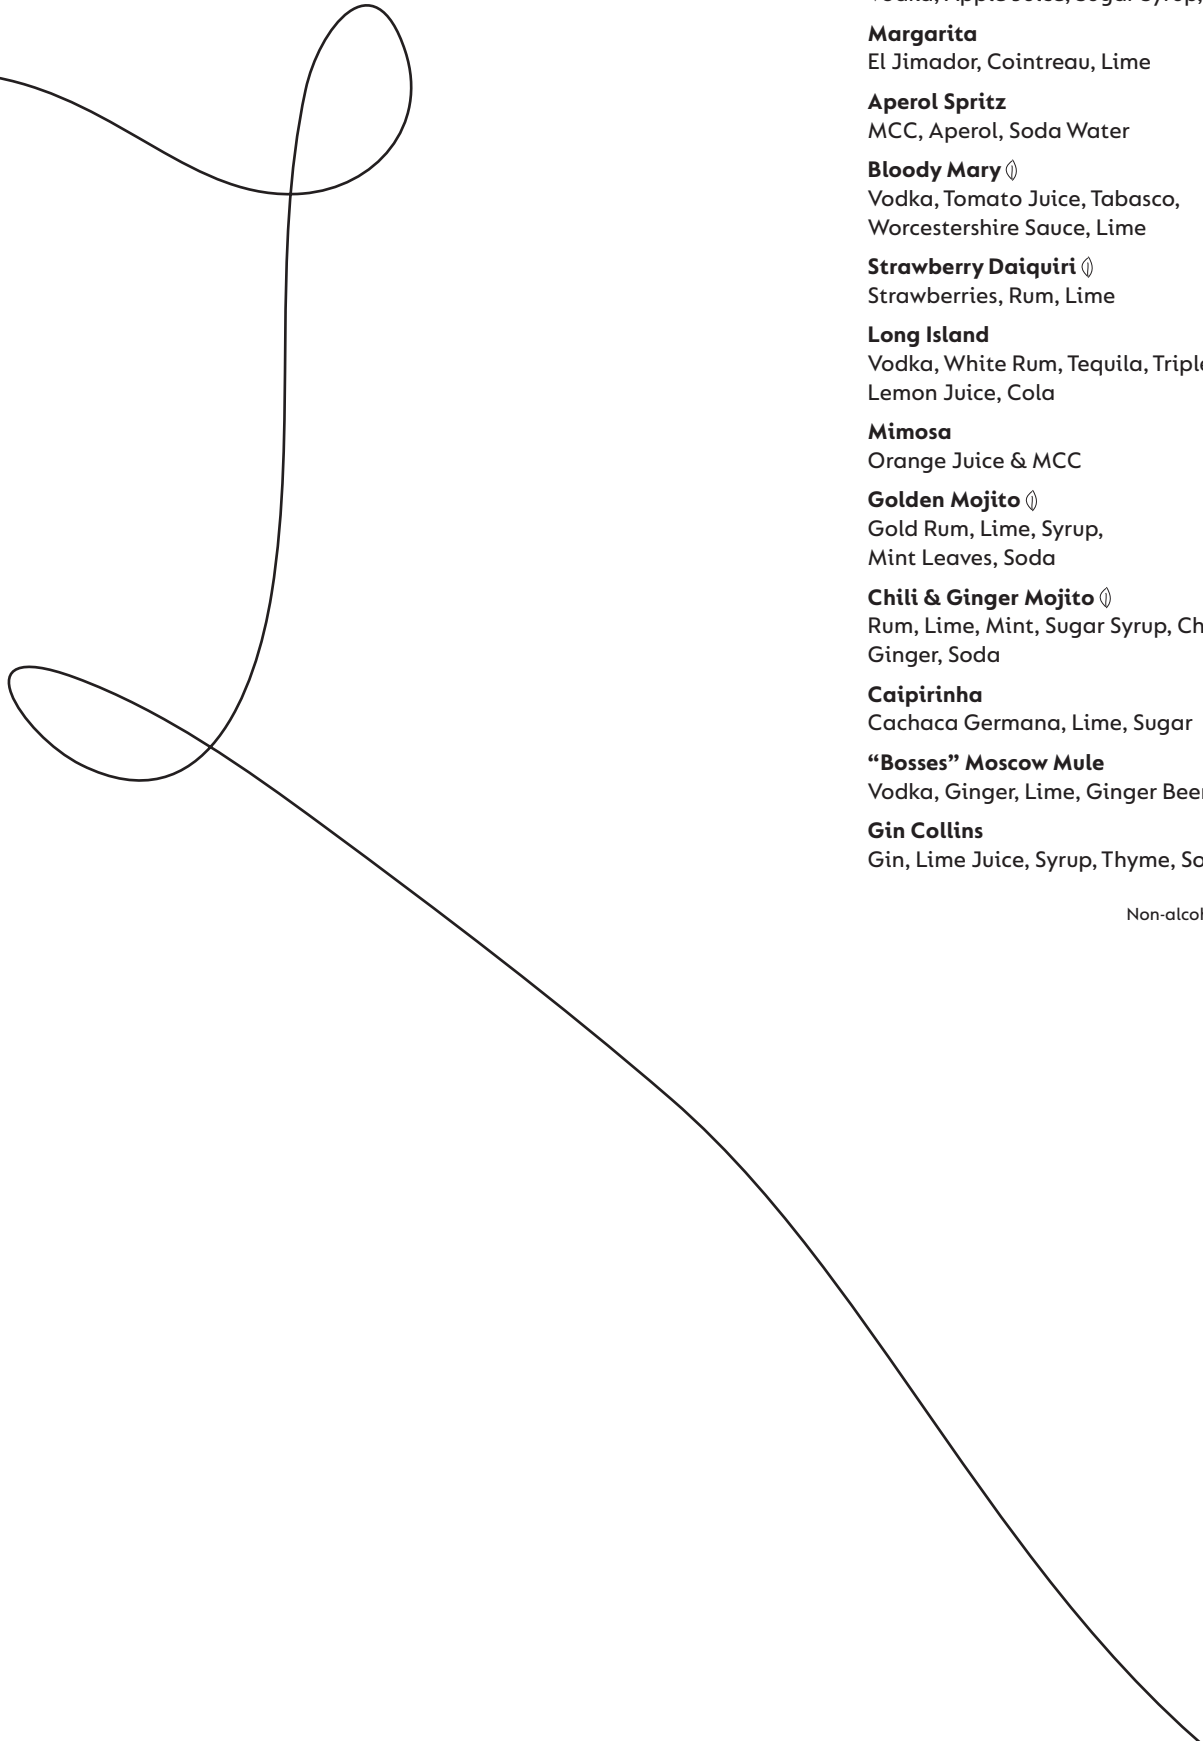 Margarita
El Jimador, Cointreau, Lime
Aperol Spritz
MCC, Aperol, Soda Water
Bloody Mary
Vodka, Tomato Juice, Tabasco,
Worcestershire Sauce, Lime
Strawberry Daiquiri
Strawberries, Rum, Lime
Long Island
Vodka, White Rum, Tequila,
Lemon Juice, Cola
Mimosa
Orange Juice & MCC
Golden Mojito
Gold Rum, Lime, Syrup,
Mint Leaves, Soda
Chili & Ginger Mojito
Rum, Lime, Mint, Sugar Syrup,
Ginger, Soda
Caipirinha
Cachaca Germana, Lime, Sugar
“Bosses” Moscow Mule
Vodka, Ginger, Lime, Ginger
Gin Collins
Gin, Lime Juice, Syrup, Thyme,